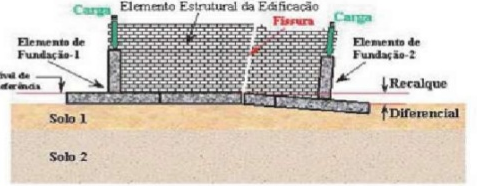 Carga
Elemento Estrutural da Edificação
Fissura
Carga
Elemento de
Fundação-1
Elemento de
Fundação-2
Recalque
Diferencial
Solo 1
Solo 2